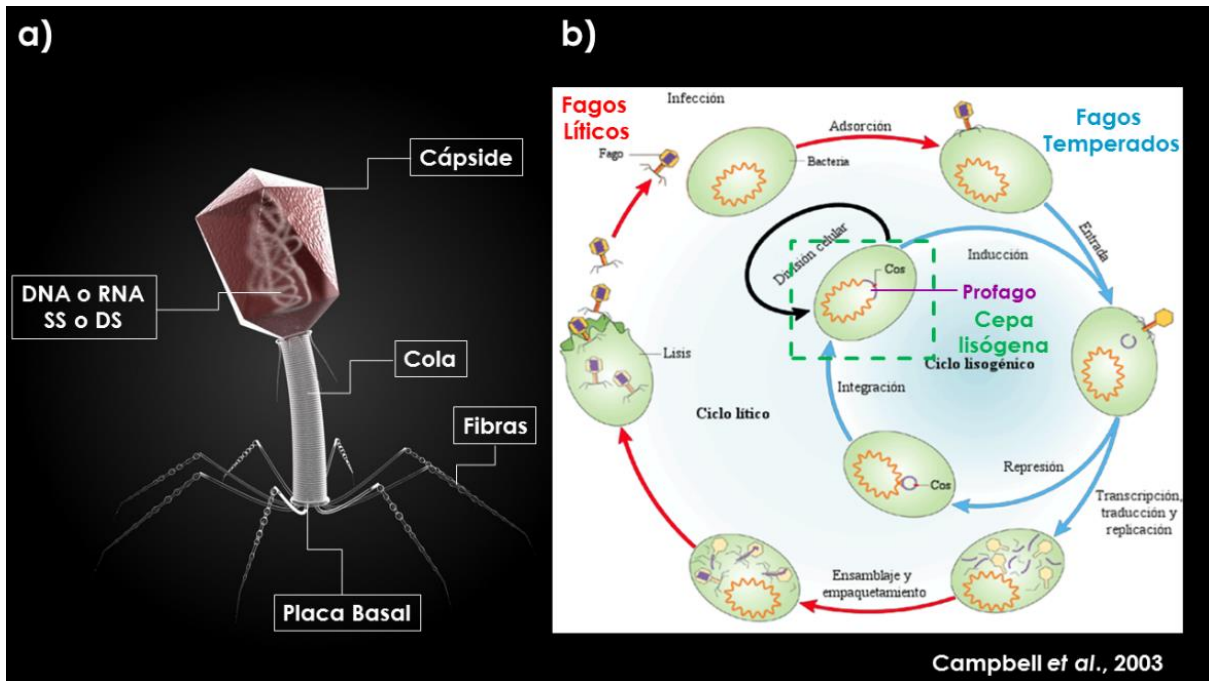 a)
Cápside
DNA o RNA
SS o DS
Cola
Fibras
Placa Basal
b)
Fagos
Líticos
Infección
Fago
Bacteria
Adsorción
Fagos
Temperados
Entrada
División celular
Cos
Inducción
Profago
Cepa
lisógena
Ciclo lisogénico
Lisis
Integración
Ciclo lítico
Cos
Represión
Transcripción,
traducción y
replicación
Ensamblaje y
empaquetamiento
Campbell et al., 2003